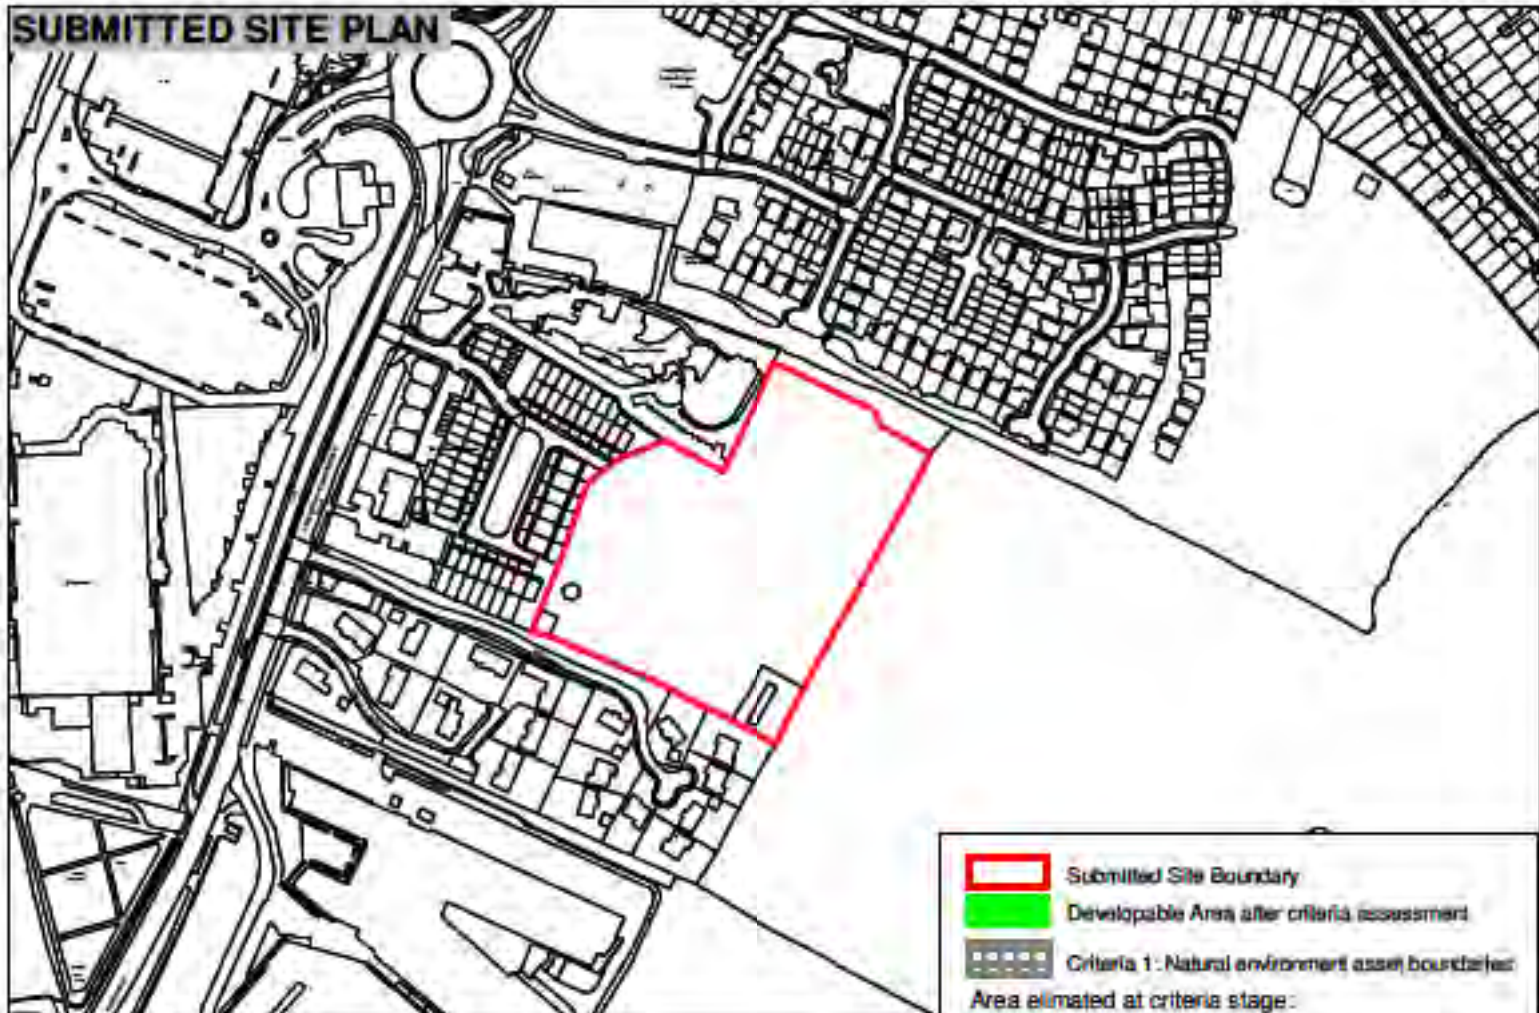 SUBMITTED SITE PLAN
Submitted Site Boundary
Developable Area after criteria assessment
Criteria 1: Natural environment asset boundaries
Area elimated at criteria stage: